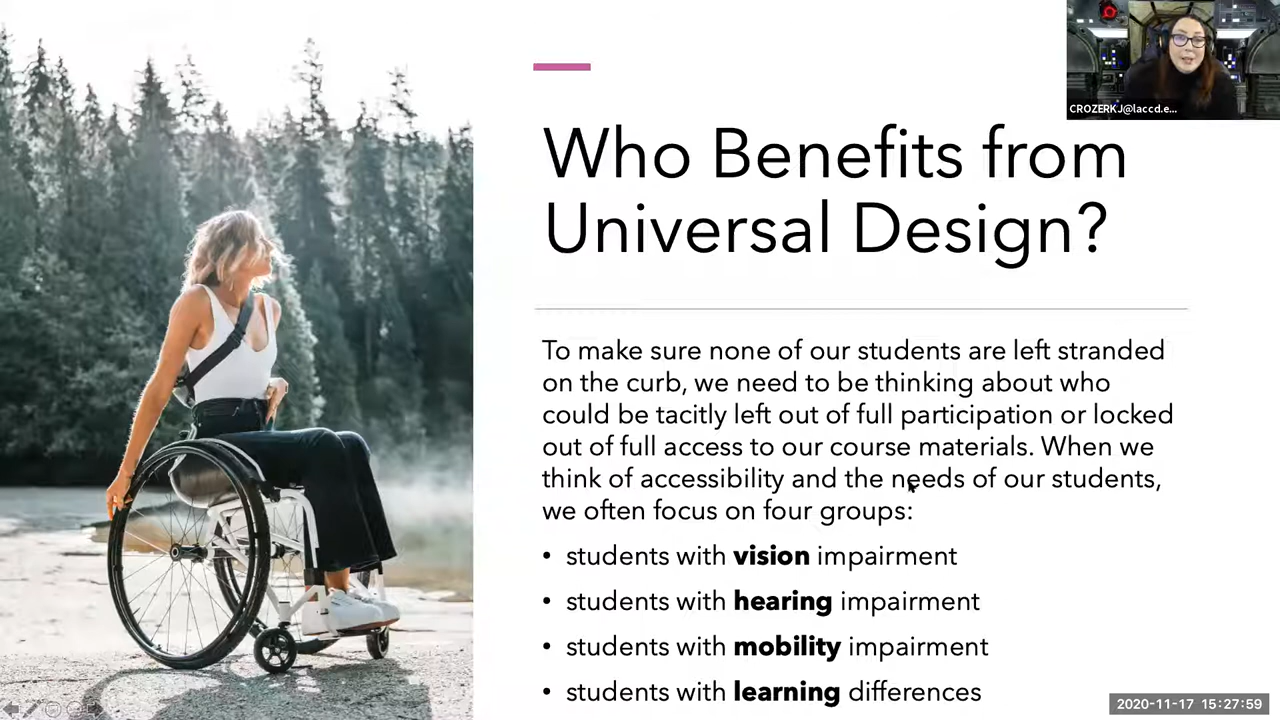 CROZERKJ@laccd.e...
Who Benefits from
Universal Design?
To make sure none of our students are left stranded
on the curb, we need to be thinking about who
could be tacitly left out of full participation or locked
out of full access to our course materials. When we
think of accessibility and the needs of our students,
we often focus on four groups:
• students with vision impairment
• students with hearing impairment
• students with mobility impairment
• students with learning differences
2020-11-17 15:27:59